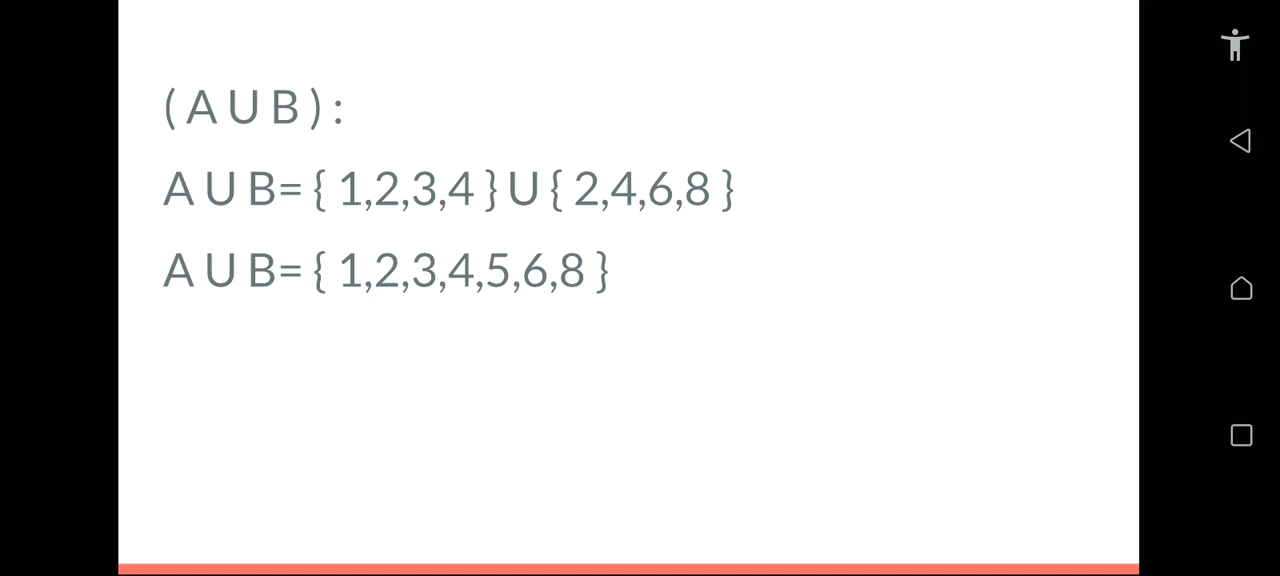 ( A U B ) :
A U B= { 1,2,3,4 } U { 2,4,6,8 }
A U B= { 1,2,3,4,5,6,8 }